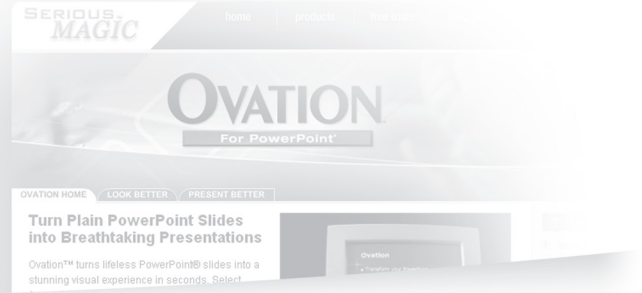 SERIOUS
MAGIC
home products
OVATION
For PowerPoint
OVATION HOME LOOK BETTER PRESENT BETTER
Turn Plain PowerPoint Slides
into Breathtaking Presentations
Ovation™ turns lifeless PowerPoint® slides into a
stunning visual experience in seconds. Select
Ovation